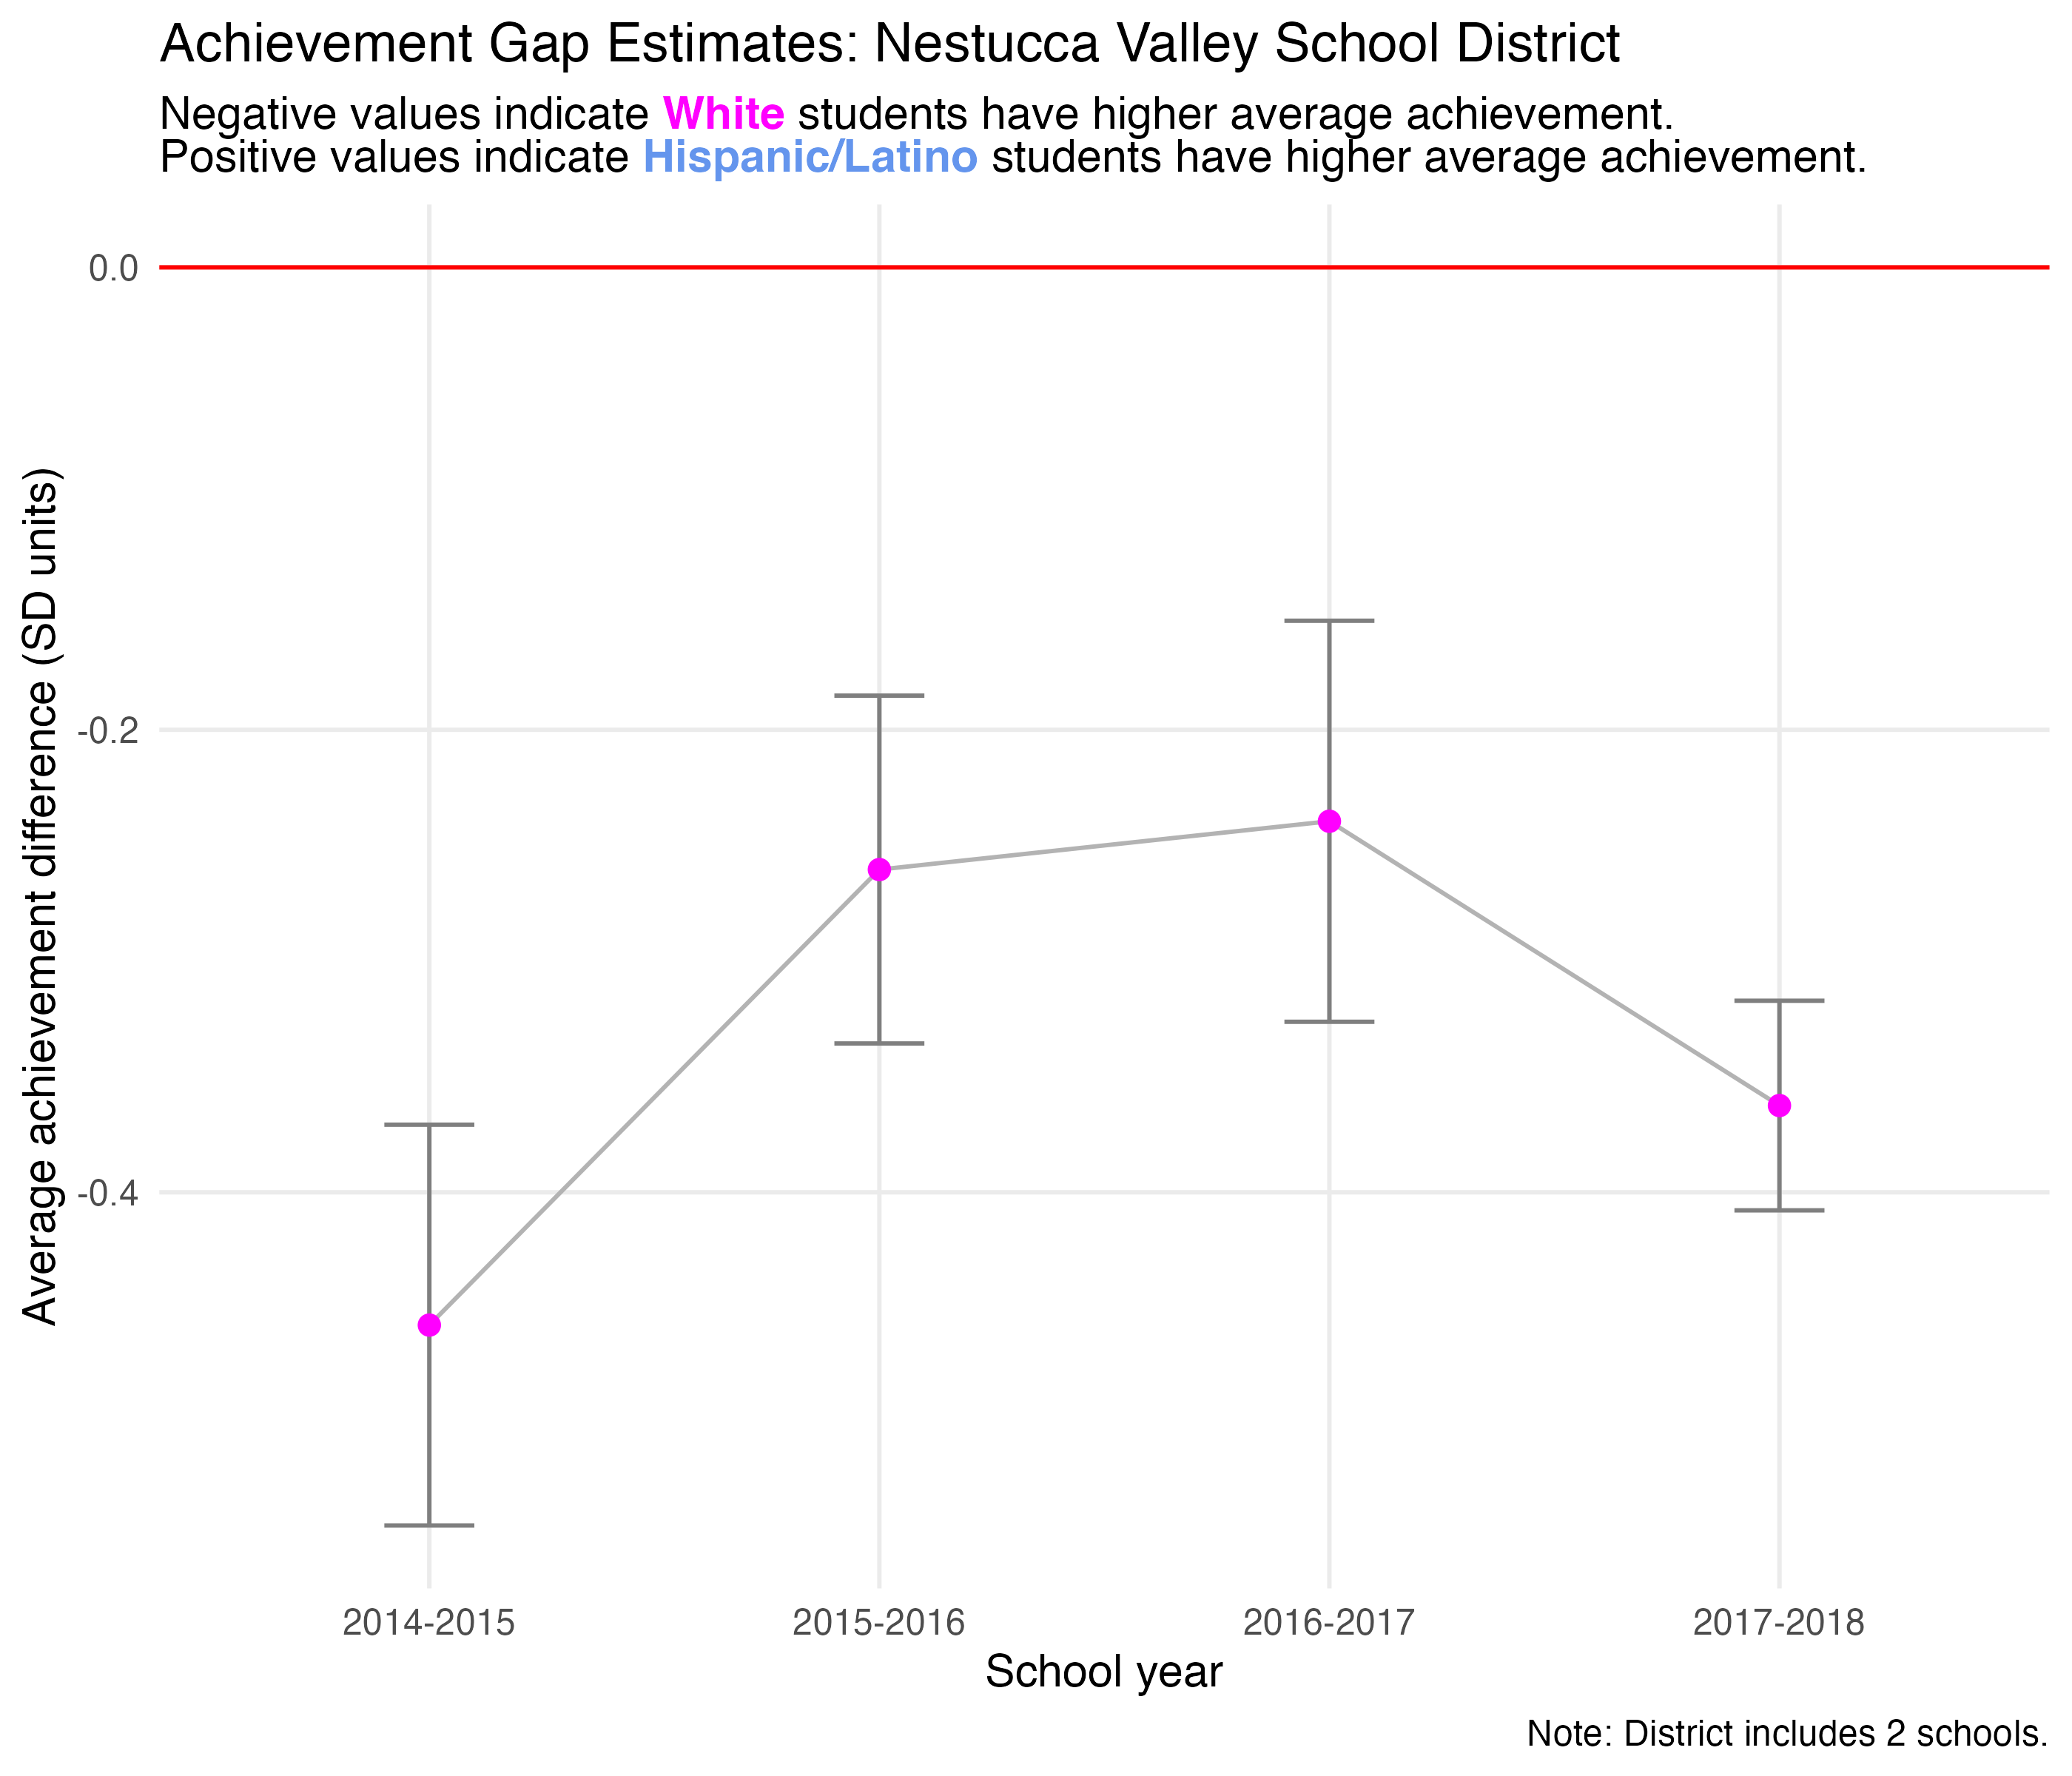 Achievement Gap Estimates: Nestucca Valley School District
Negative values indicate White students have higher average achievement.
Positive values indicate Hispanic/Latino students have higher average achievement.
Average achievement difference (SD units)
0.0
-0.2
-0.4
2014-2015 2015-2016 2016-2017 2017-2018
School year
Note: District includes 2 schools.